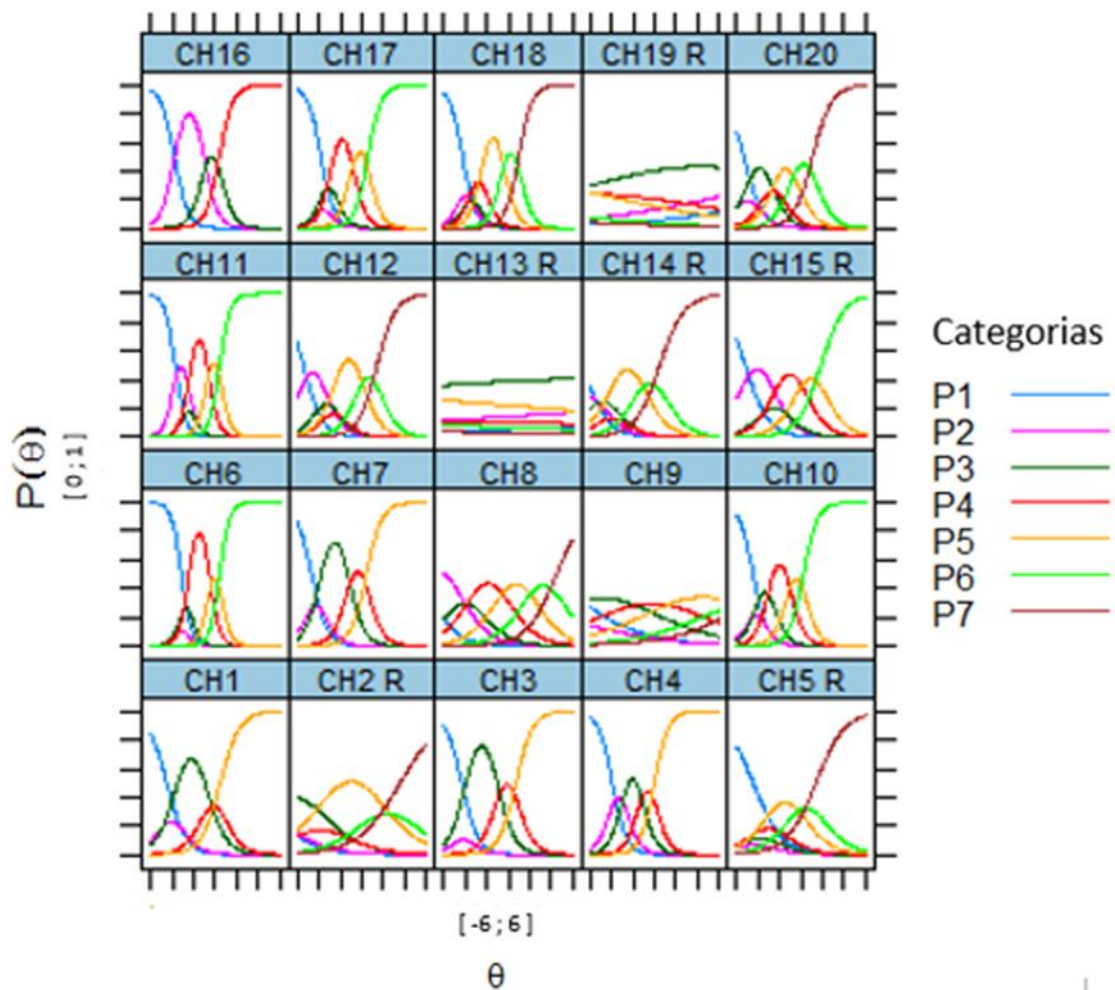 CH16 CH17 CH18 CH19 R CH20
CH11 CH12 CH13 R CH14 R CH15 R
CH6 CH7 CH8 CH9 CH10
CH1 CH2 R CH3 CH4 CH5 R
P(θ)
[0;1]
[-6;6]
θ
Categorias
P1
P2
P3
P4
P5
P6
P7